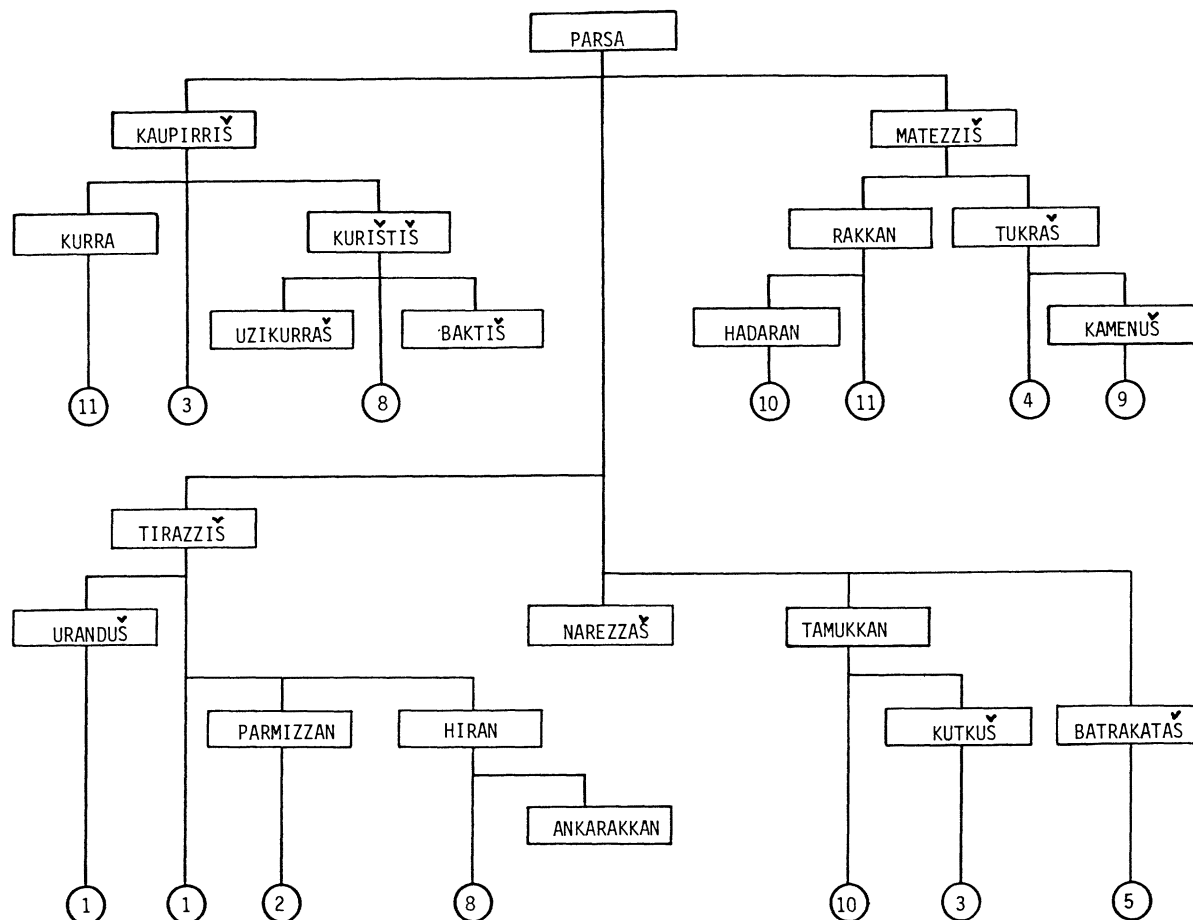 PARSA
KAUPIRRIŠ
MATEZZIŠ
KURRA
KURIŠTIŠ
RAKKAN
TUKRAŠ
UZIKURRAŠ
BAKTIŠ
HADARAN
KAMENUŠ
11
3
8
10
11
4
9
TIRAZZIŠ
URANDUŠ
NAREZZAŠ
TAMUKKAN
PARMIZZAN
HIRAN
KUTKUŠ
BATRAKATAŠ
ANKARAKKAN
1
1
2
8
10
3
5